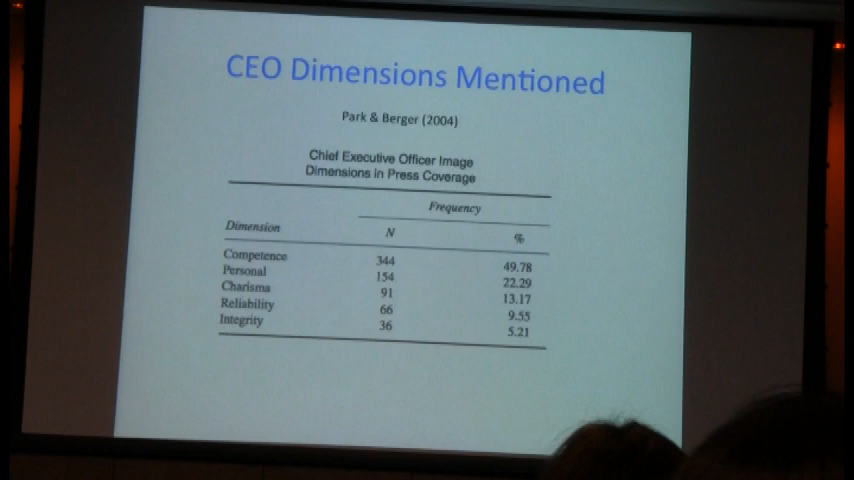 CEO Dimensions Mentioned
Park & Berger (2004)
Chief Executive Officer Image
Dimensions in Press Coverage
Frequency
Dimension N %
Competence 344 49.78
Personal 154 22.29
Charisma 91 13.17
Reliability 66 9.55
Integrity 36 5.21